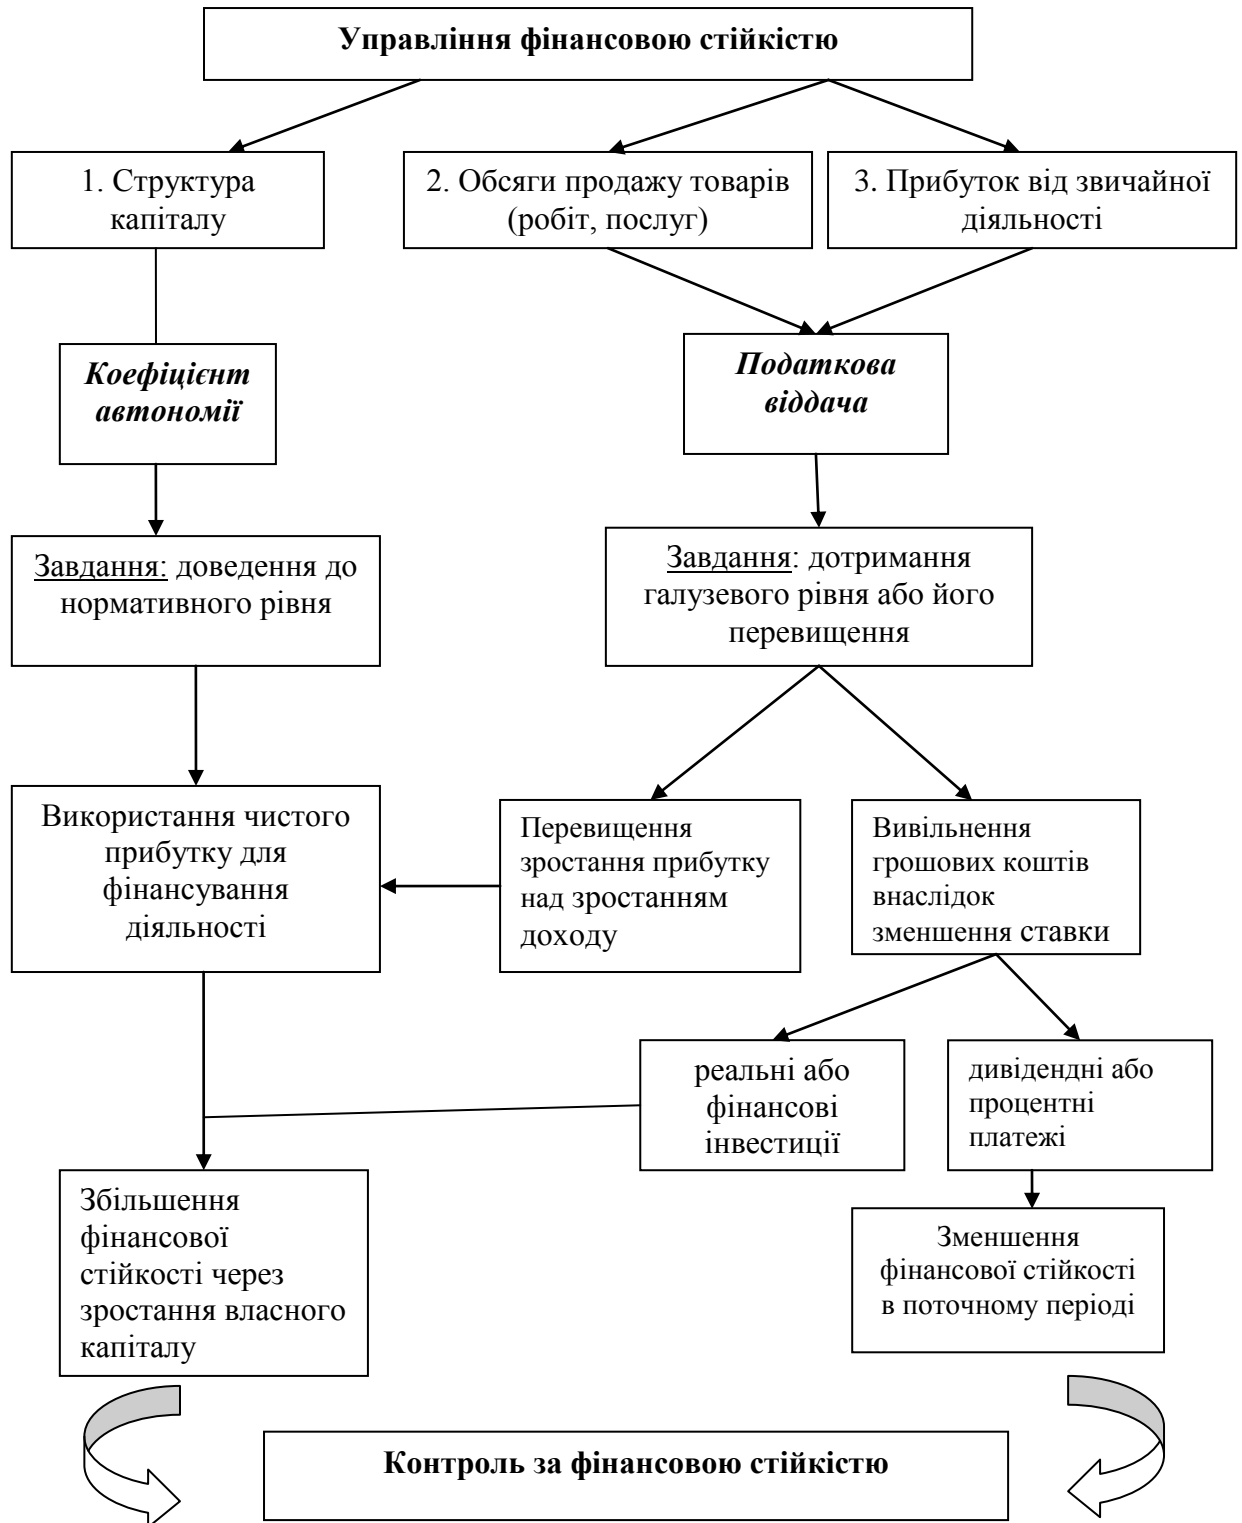 Управління фінансовою стійкістю
1. Структура
капіталу
2. Обсяги продажу товарів
(робіт, послуг)
3. Прибуток від звичайної
діяльності
Коефіцієнт
автономії
Податкова
віддача
Завдання: доведення до
нормативного рівня
Завдання: дотримання
галузевого рівня або його
перевищення
Використання чистого
прибутку для
фінансування
діяльності
Перевищення
зростання прибутку
над зростанням
доходу
Вивільнення
грошових коштів
внаслідок
зменшення ставки
реальні або
фінансові
інвестиції
дивідендні або
процентні
платежі
Збільшення
фінансової
стійкості через
зростання власного
капіталу
Зменшення
фінансової стійкості
в поточному періоді
Контроль за фінансовою стійкістю